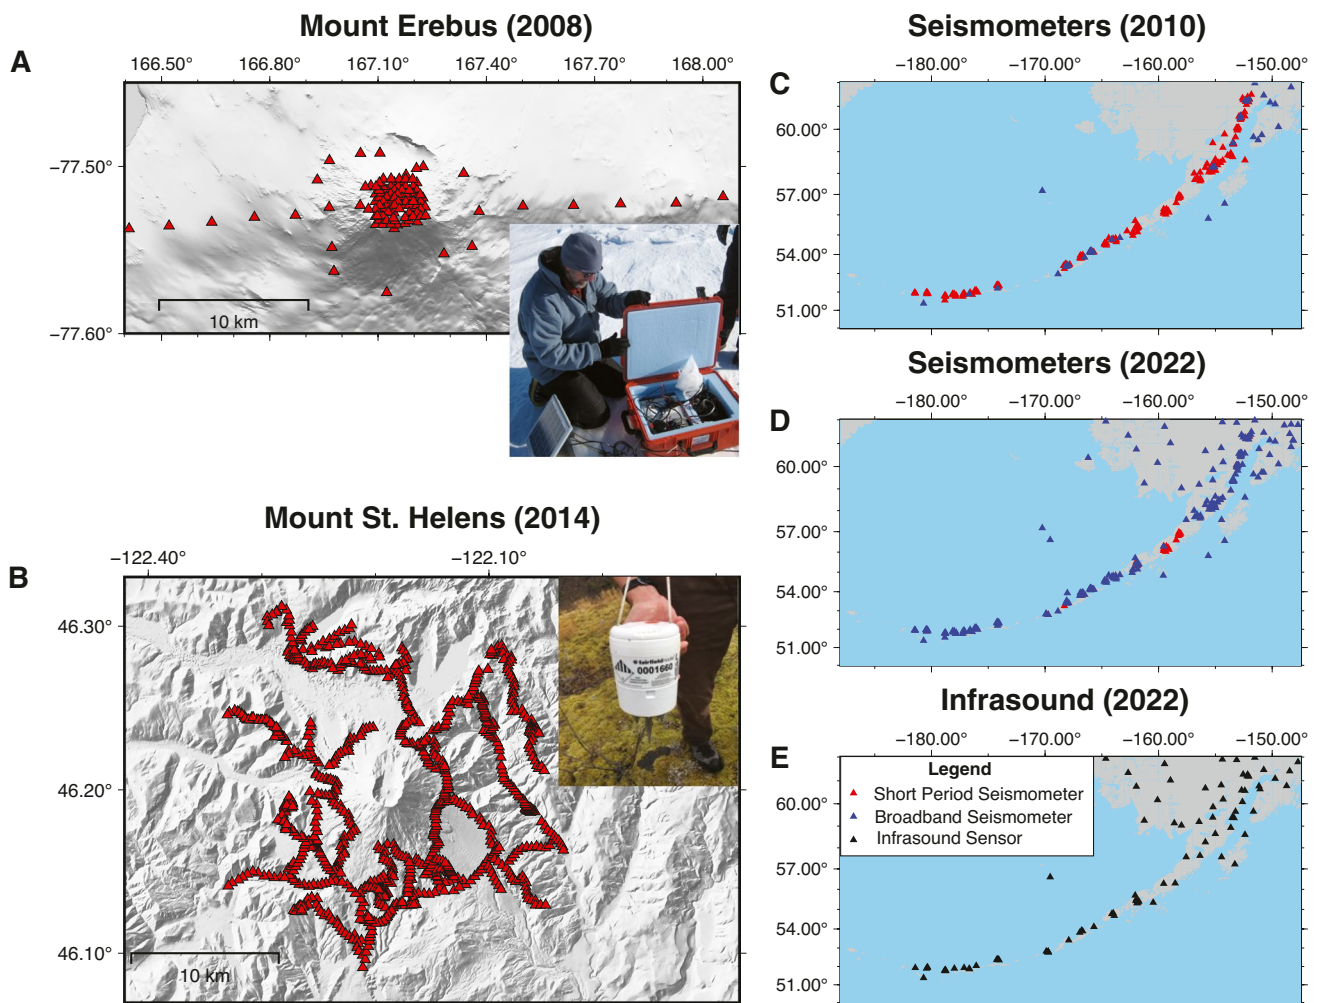 Mount Erebus (2008)
A
166.50° 166.80° 167.10° 167.40° 167.70° 168.00°
−77.50°
−77.60°
10 km
Mount St. Helens (2014)
B
−122.40° −122.10°
46.30°
46.20°
46.10°
10 km
fairfield
0001660
Seismometers (2010)
C
−180.00° −170.00° −160.00° −150.00°
60.00°
57.00°
54.00°
51.00°
Seismometers (2022)
D
−180.00° −170.00° −160.00° −150.00°
60.00°
57.00°
54.00°
51.00°
Infrasound (2022)
E
−180.00° −170.00° −160.00° −150.00°
Legend
Short Period Seismometer
Broadband Seismometer
Infrasound Sensor
60.00°
57.00°
54.00°
51.00°